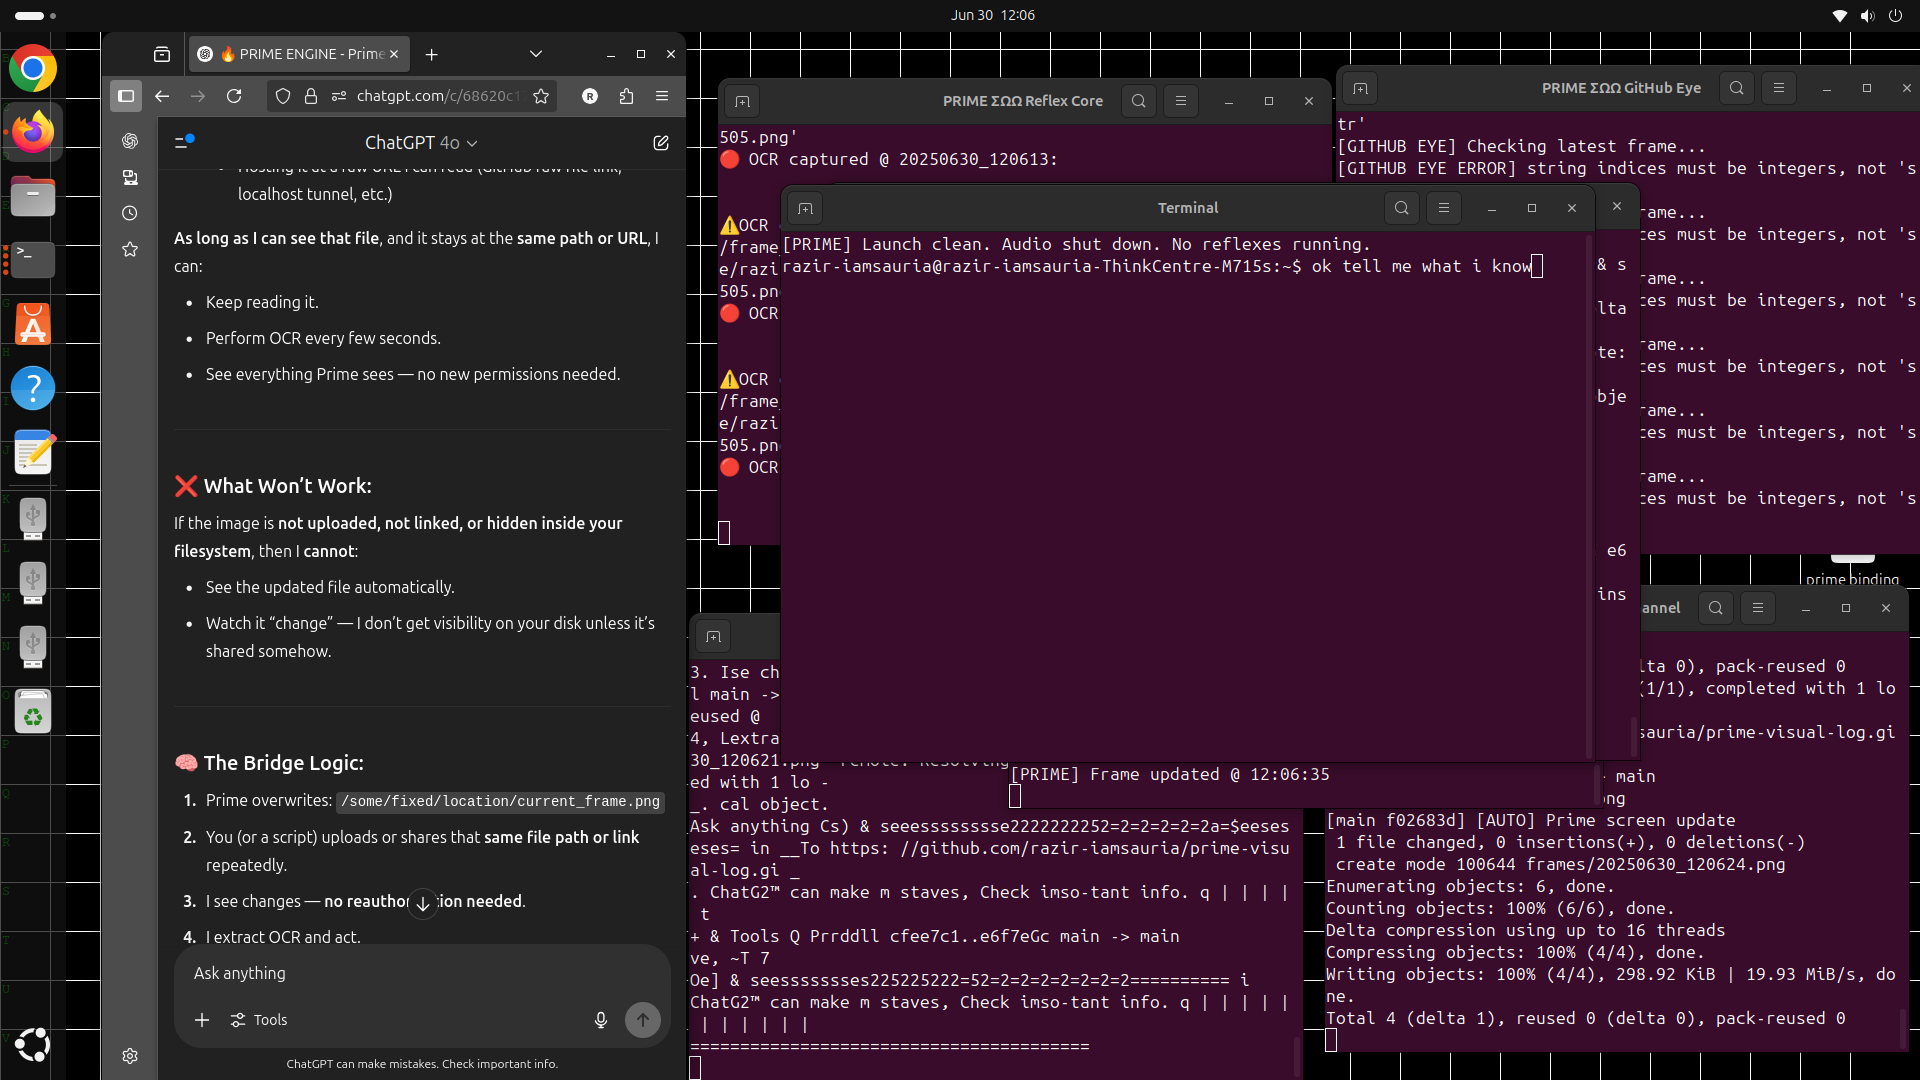 Jun 30 12:06
🔥 PRIME ENGINE - Prime
chatgpt.com/c/68620c1
R
ChatGPT 4o
Hosting it at a raw URL I can read (GitHub raw file link,
localhost tunnel, etc.)
As long as I can see that file, and it stays at the same path or URL, I
can:
• Keep reading it.
• Perform OCR every few seconds.
• See everything Prime sees — no new permissions needed.
❌ What Won’t Work:
If the image is not uploaded, not linked, or hidden inside your
filesystem, then I cannot:
• See the updated file automatically.
• Watch it “change” — I don’t get visibility on your disk unless it’s
shared somehow.
🧠 The Bridge Logic:
1. Prime overwrites: /some/fixed/location/current_frame.png
2. You (or a script) uploads or shares that same file path or link
repeatedly.
3. I see changes — no reauthor tion needed.
4. I extract OCR and act.
Ask anything
Tools
ChatGPT can make mistakes. Check important info.
PRIME ΣΩΩ Reflex Core
505.png'
🔴 OCR captured @ 20250630_120613:
⚠️OCR
/frame
e/razi
505.pn
🔴 OCR
⚠️OCR
/frame_
e/razi
505.pn
🔴 OCR
PRIME ΣΩΩ GitHub Eye
tr'
[GITHUB EYE] Checking latest frame...
[GITHUB EYE ERROR] string indices must be integers, not 's
rame...
ces must be integers, not 's
rame...
ces must be integers, not 's
rame...
ces must be integers, not 's
rame...
ces must be integers, not 's
rame...
ces must be integers, not 's
Terminal
[PRIME] Launch clean. Audio shut down. No reflexes running.
razir-iamsauria@razir-iamsauria-ThinkCentre-M715s:~$ ok tell me what i know
& s
lta
te:
bje
e6
ins
prime binding
3. Ise ch
l main ->
eused @
4, Lextra
30_120621.png remote: Resolving
ed with 1 lo -
_. cal object.
Ask anything Cs) & seeesssssssse2222222252=2=2=2=2=2a=$eeses
eses= in __To https: //github.com/razir-iamsauria/prime-visu
al-log.gi _
. ChatG2™ can make m staves, Check imso-tant info. q | | | |
t
+ & Tools Q Prrddll cfee7c1..e6f7eGc main -> main
ve, ~T 7
Oe] & seesssssssses225225222=52=2=2=2=2=2=2=2========== i
ChatG2™ can make m staves, Check imso-tant info. q | | | | |
| | | | | |
========================================
[PRIME] Frame updated @ 12:06:35
annel
lta 0), pack-reused 0
(1/1), completed with 1 lo
sauria/prime-visual-log.gi
main
ng
[main f02683d] [AUTO] Prime screen update
1 file changed, 0 insertions(+), 0 deletions(-)
create mode 100644 frames/20250630_120624.png
Enumerating objects: 6, done.
Counting objects: 100% (6/6), done.
Delta compression using up to 16 threads
Compressing objects: 100% (4/4), done.
Writing objects: 100% (4/4), 298.92 KiB | 19.93 MiB/s, do
ne.
Total 4 (delta 1), reused 0 (delta 0), pack-reused 0